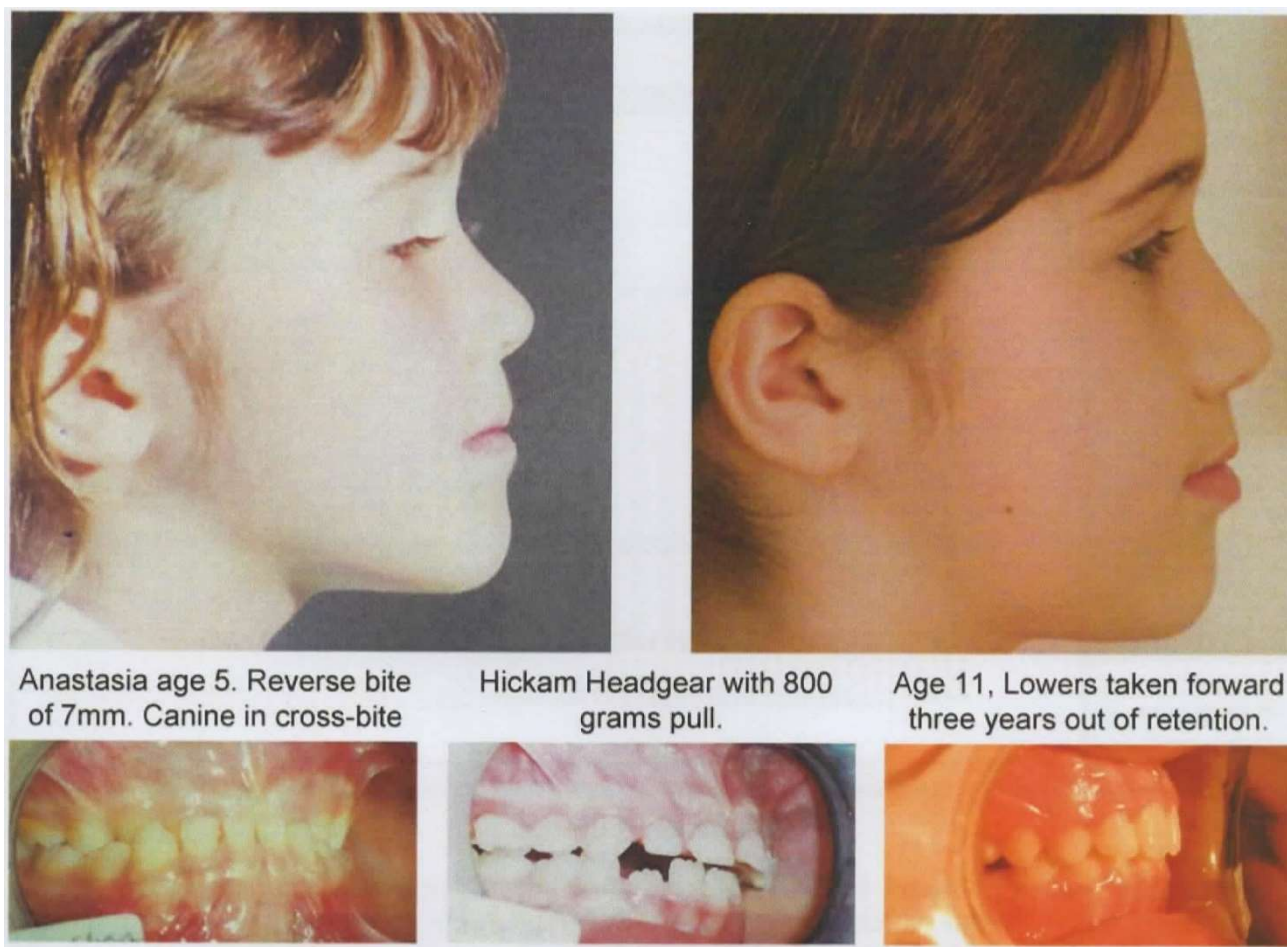 Anastasia age 5. Reverse bite
of 7mm. Canine in cross-bite
Hickam Headgear with 800
grams pull.
Age 11, Lowers taken forward
three years out of retention.